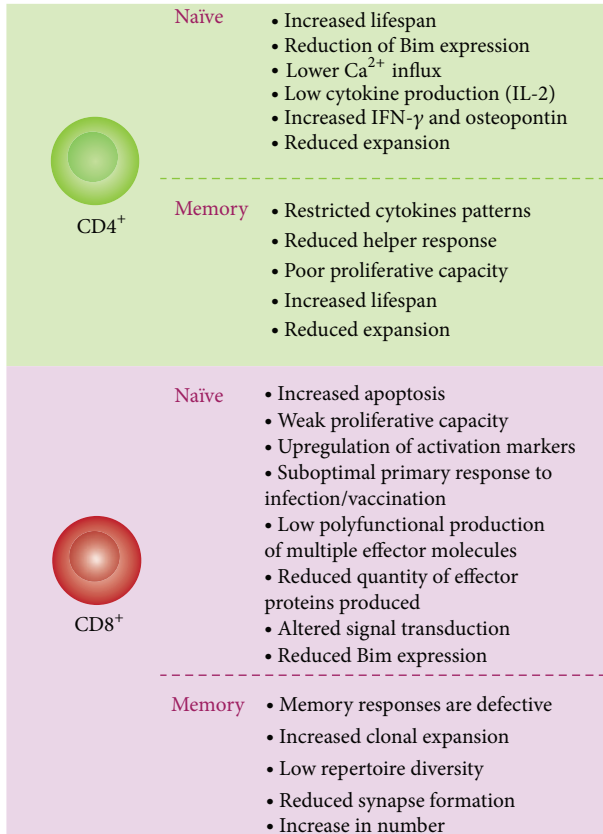 Naïve
• Increased lifespan
• Reduction of Bim expression
• Lower Ca²⁺ influx
• Low cytokine production (IL-2)
• Increased IFN-γ and osteopontin
• Reduced expansion
CD4⁺
Memory
• Restricted cytokines patterns
• Reduced helper response
• Poor proliferative capacity
• Increased lifespan
• Reduced expansion
Naïve
• Increased apoptosis
• Weak proliferative capacity
• Upregulation of activation markers
• Suboptimal primary response to
infection/vaccination
• Low polyfunctional production
of multiple effector molecules
• Reduced quantity of effector
proteins produced
• Altered signal transduction
• Reduced Bim expression
CD8⁺
Memory
• Memory responses are defective
• Increased clonal expansion
• Low repertoire diversity
• Reduced synapse formation
• Increase in number